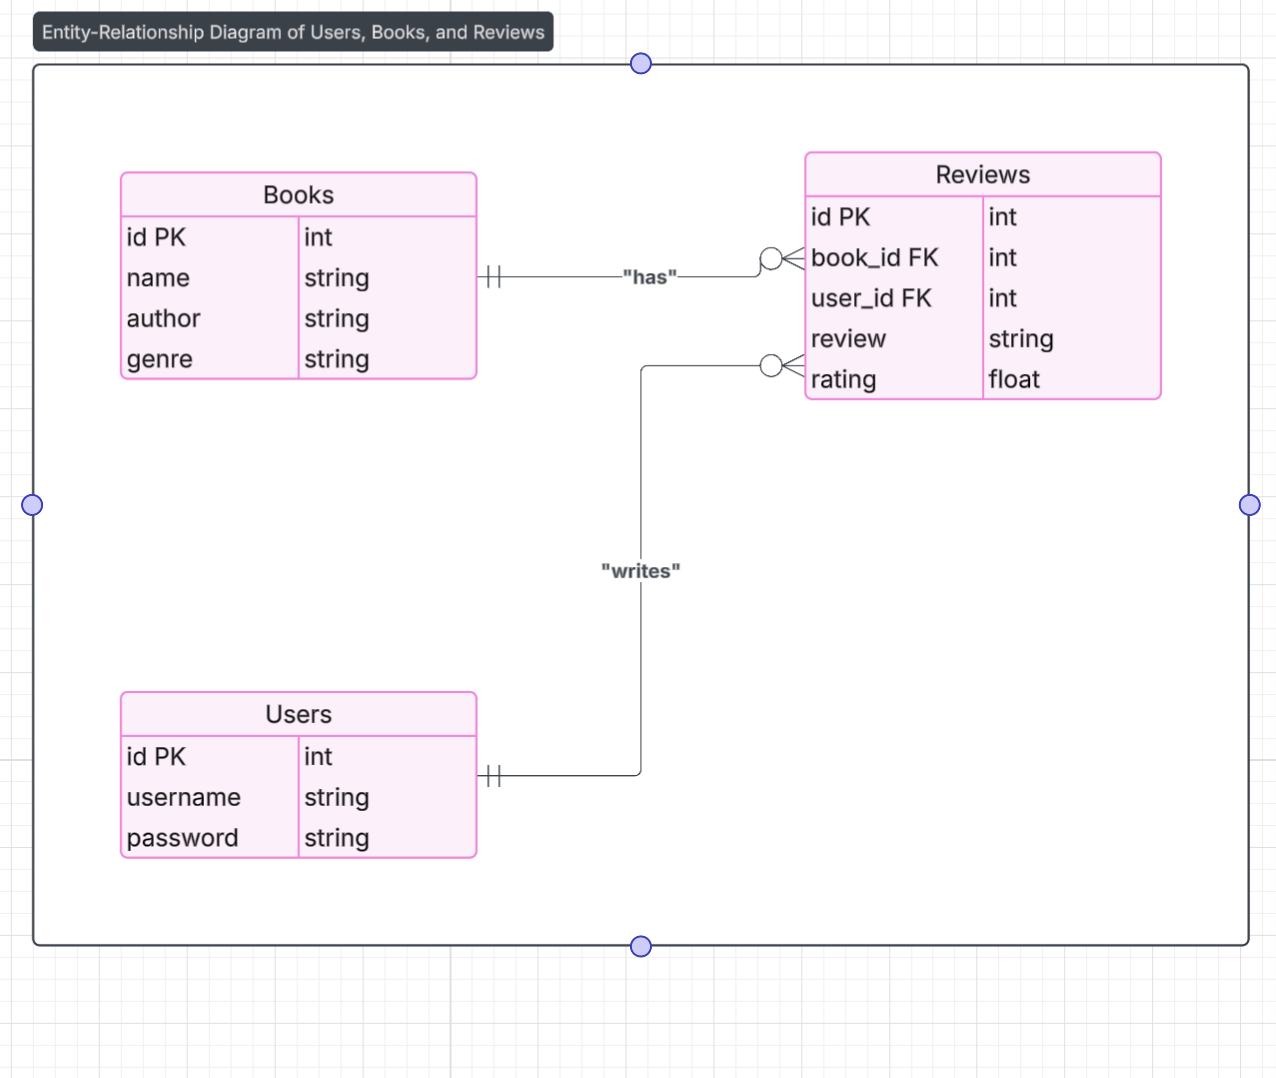 Entity-Relationship Diagram of Users, Books, and Reviews
Books
id PK int
name string
author string
genre string
"has"
Reviews
id PK int
book_id FK int
user_id FK int
review string
rating float
"writes"
Users
id PK int
username string
password string